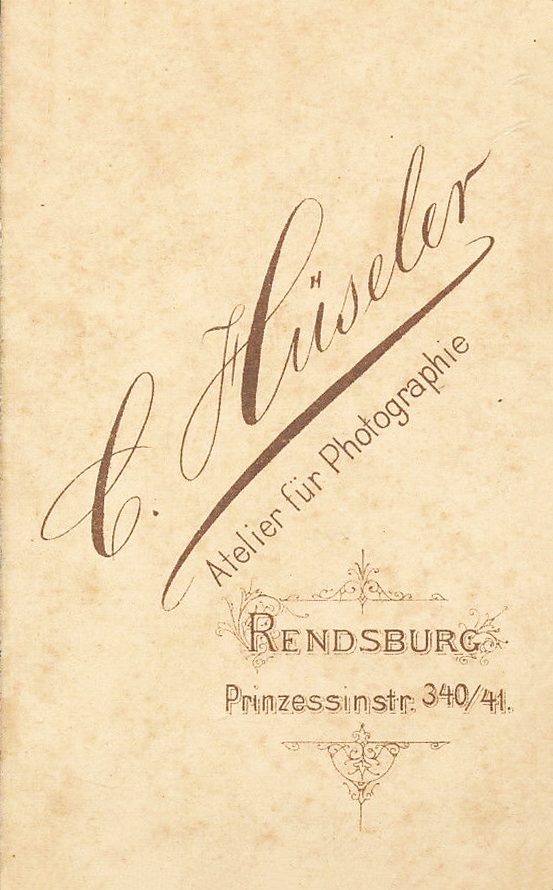 C. Hüseler
Atelier für Photographie
RENDSBURG
Prinzessinstr. 340/41.